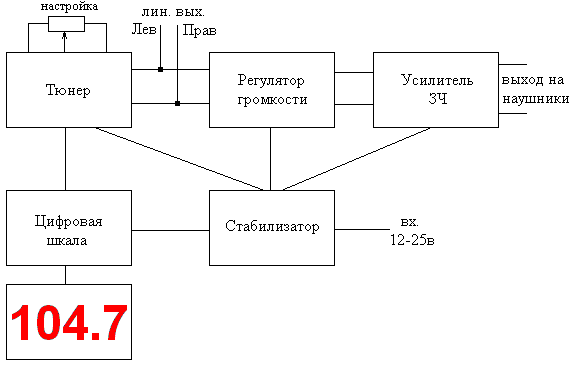 настройка
лин. вых.
Лев Прав
Тюнер
Регулятор
громкости
Усилитель
ЗЧ
выход на
наушники
Цифровая
шкала
Стабилизатор
вх.
12-25в
104.7